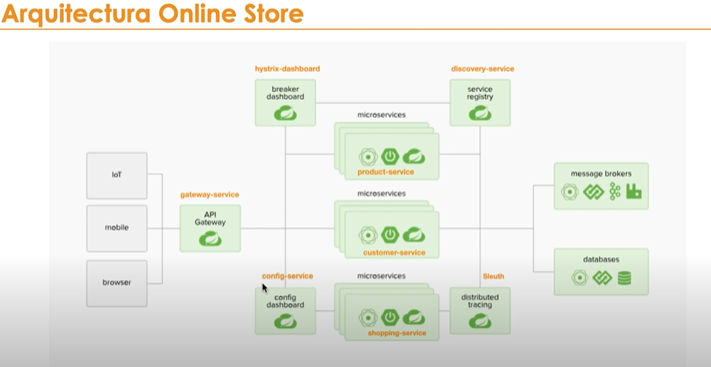 Arquitectura Online Store
hystrix-dashboard
discovery-service
breaker
dashboard
service
registry
microservices
product-service
IoT
message brokers
gateway-service
microservices
API
Gateway
mobile
customer-service
databases
config-service
microservices
Sleuth
browser
config
dashboard
distributed
tracing
shopping-service